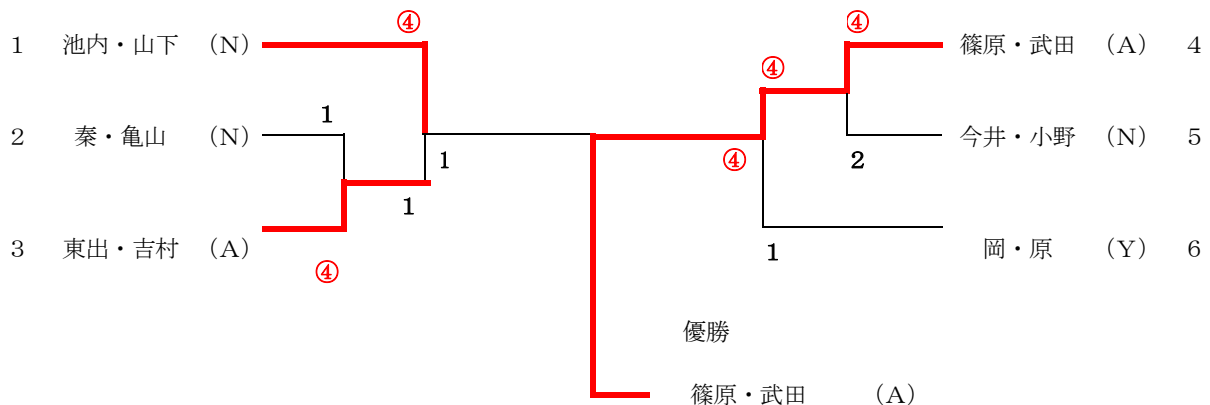 ④ ④
1 池内・山下 （N） 篠原・武田 （A） 4
④
1
2 秦・亀山 （N） 今井・小野 （N） 5
1 ④ 2
1
3 東出・吉村 （A） 岡・原 （Y） 6
④ 1
優勝
篠原・武田 （A）